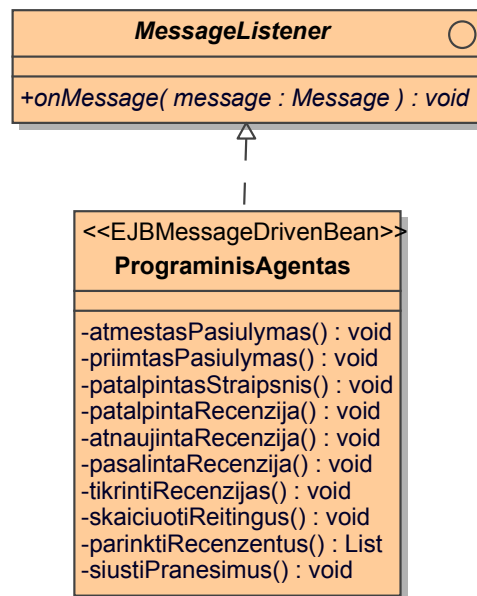 MessageListener
+onMessage( message : Message ) : void
<<EJBMessageDrivenBean>>
PrograminisAgentas
-atmestasPasiulymas() : void
-priimtasPasiulymas() : void
-patalpintasStraipsnis() : void
-patalpintaRecenzija() : void
-atnaujintaRecenzija() : void
-pasalintaRecenzija() : void
-tikrintiRecenzijas() : void
-skaiciuotiReitingus() : void
-parinktiRecenzentus() : List
-siustiPranesimus() : void